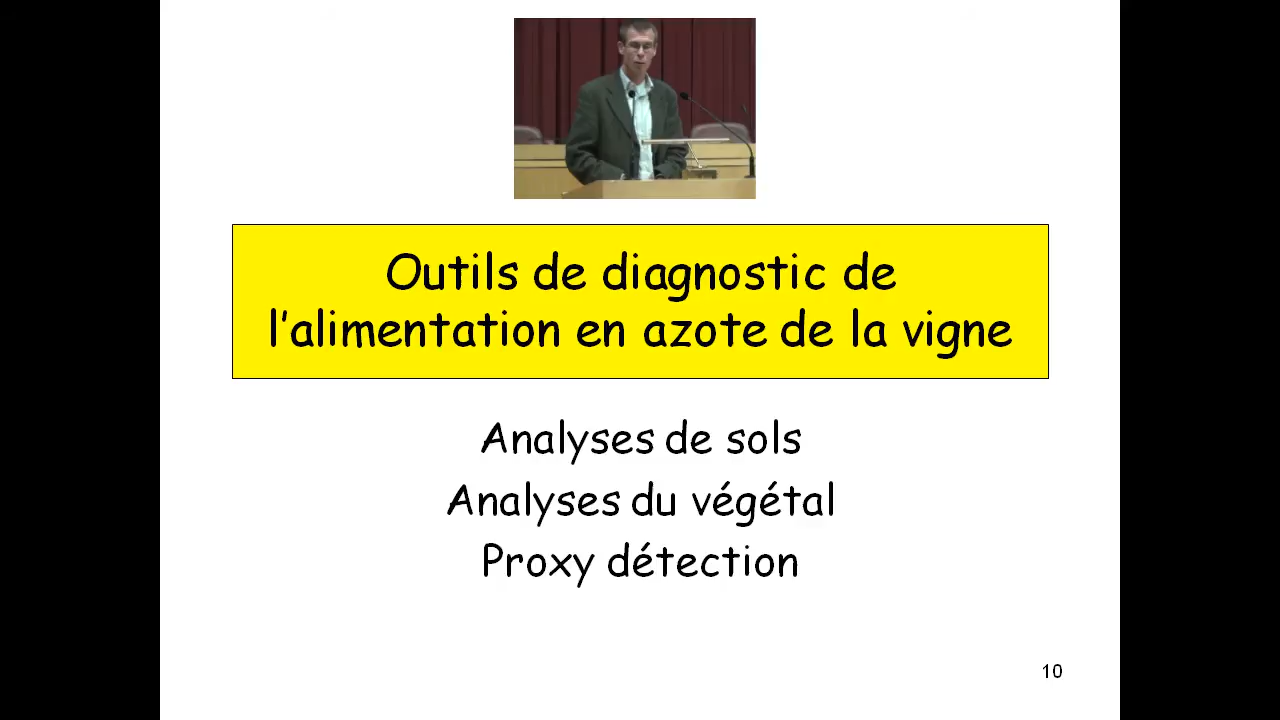 Outils de diagnostic de
l’alimentation en azote de la vigne
Analyses de sols
Analyses du végétal
Proxy détection
10